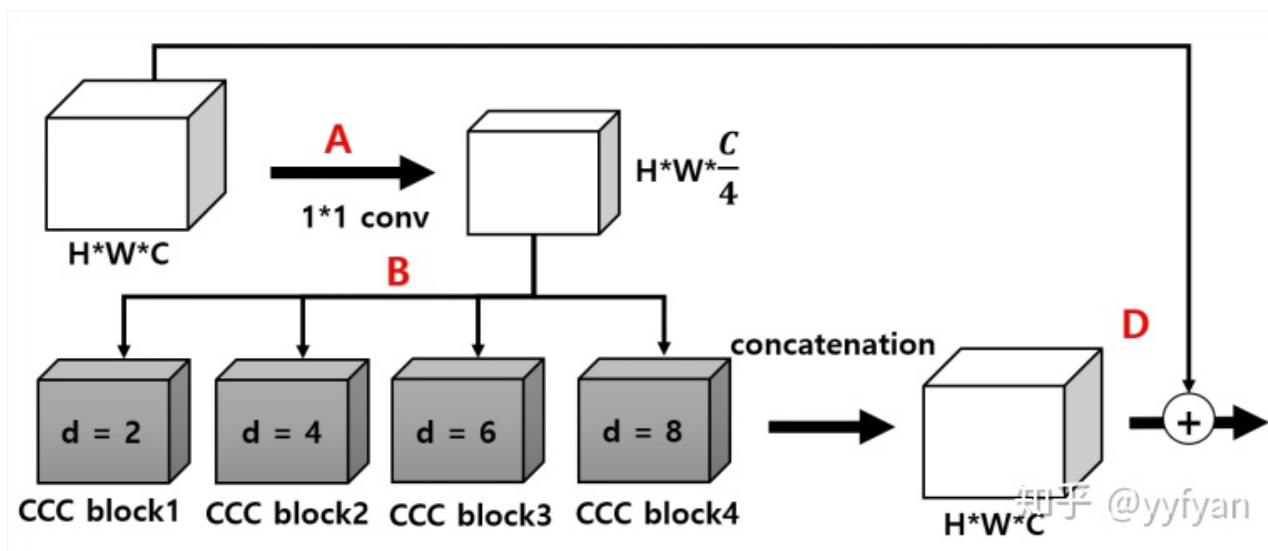 A
1*1 conv
H*W*C
H*W*C/4
B
d = 2
d = 4
d = 6
d = 8
CCC block1
CCC block2
CCC block3
CCC block4
concatenation
H*W*C
D
+
知乎 @yyfyan